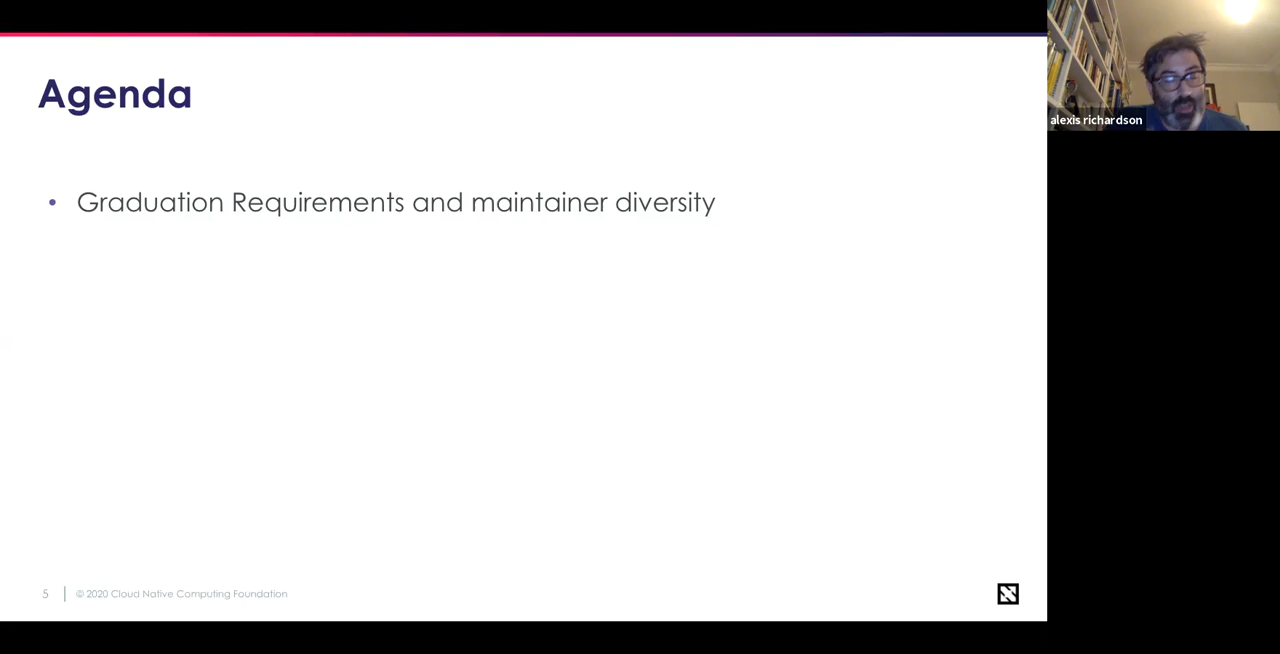 Agenda
• Graduation Requirements and maintainer diversity
5 | © 2020 Cloud Native Computing Foundation
alexis richardson